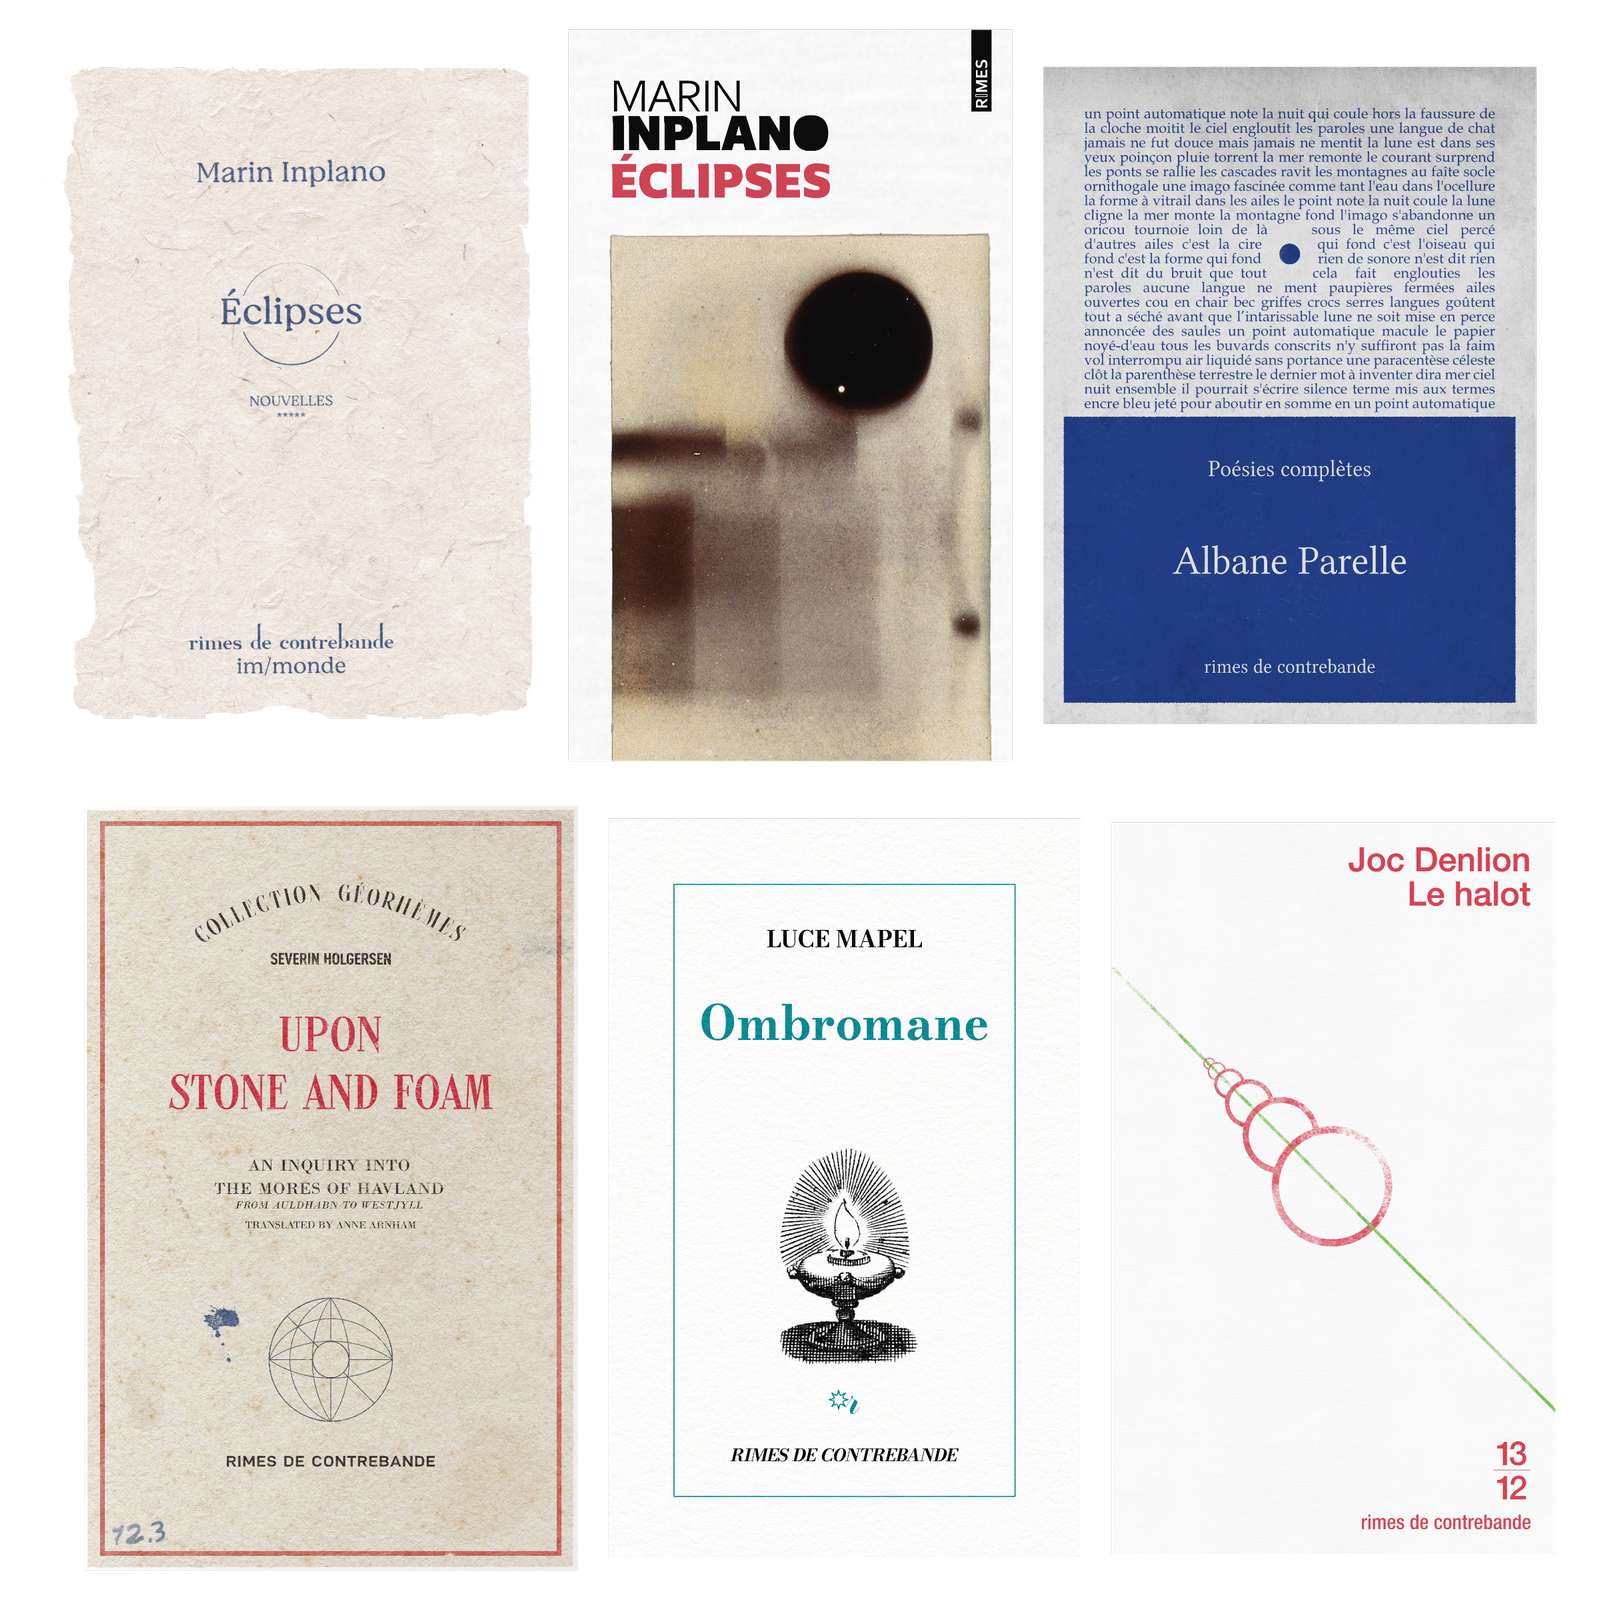 Marin Inplano
Éclipses
NOUVELLES
*****
rimes de contrebande
im/monde
RIMES
MARIN
INPLANO
ÉCLIPSES
un point automatique note la nuit qui coule hors la faussure de
la cloche moitit le ciel engloutit les paroles une langue de chat
jamais ne fut douce mais jamais ne mentit la lune est dans ses
yeux poinçon pluie torrent la mer remonte le courant surprend
les ponts se rallie les cascades ravit les montagnes au faîte socle
ornithogale une imago fascinée comme tant l'eau dans l'ocellure
la forme à vitrail dans les ailes le point note la nuit coule la lune
cligne la mer monte la montagne fond l'imago s'abandonne un
oricou tournoie loin de là sous le même ciel percé
d'autres ailes c'est la cire qui fond c'est l'oiseau qui
fond c'est la forme qui fond rien de sonore n'est dit rien
n'est dit du bruit que tout cela fait englouties les
paroles aucune langue ne ment paupières fermées ailes
ouvertes cou en chair bec griffes crocs serres langues goûtent
tout a séché avant que l'intarissable lune ne soit mise en perce
annoncée des saules un point automatique macule le papier
noyé-d'eau tous les buvards conscrits n'y suffiront pas la faim
vol interrompu air liquidé sans portance une paracentèse céleste
clôt la parenthèse terrestre le dernier mot à inventer dira mer ciel
nuit ensemble il pourrait s'écrire silence terme mis aux termes
encre bleu jeté pour aboutir en somme en un point automatique
Poésies complètes
Albane Parelle
rimes de contrebande
COLLECTION GÉORHÈMES
SEVERIN HOLGERSEN
UPON
STONE AND FOAM
AN INQUIRY INTO
THE MORES OF HAVLAND
FROM AULDHABN TO WESTJYLL
TRANSLATED BY ANNE ARNHAM
RIMES DE CONTREBANDE
12.3
LUCE MAPEL
Ombromane
r
RIMES DE CONTREBANDE
Joc Denlion
Le halot
13
12
rimes de contrebande